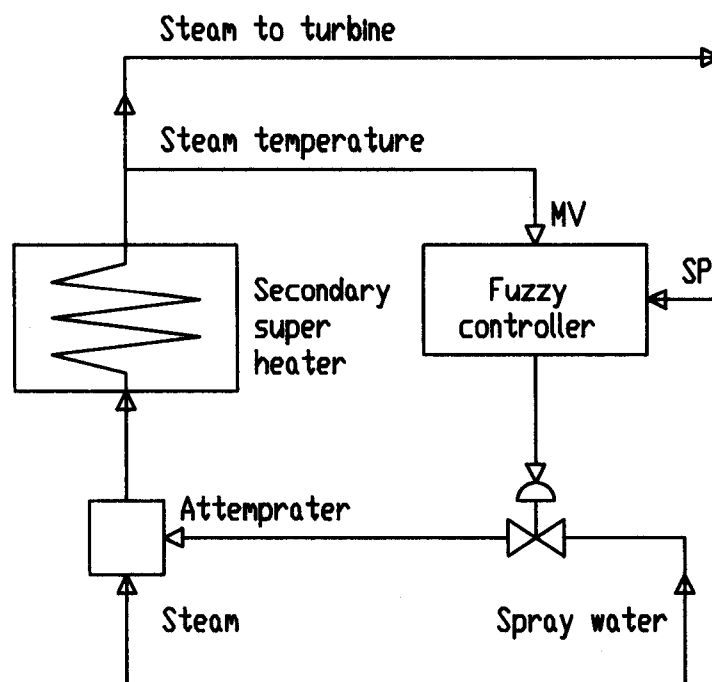 Steam to turbine
Steam temperature
MV
SP
Fuzzy
controller
Secondary
super
heater
Attemprater
Steam
Spray water